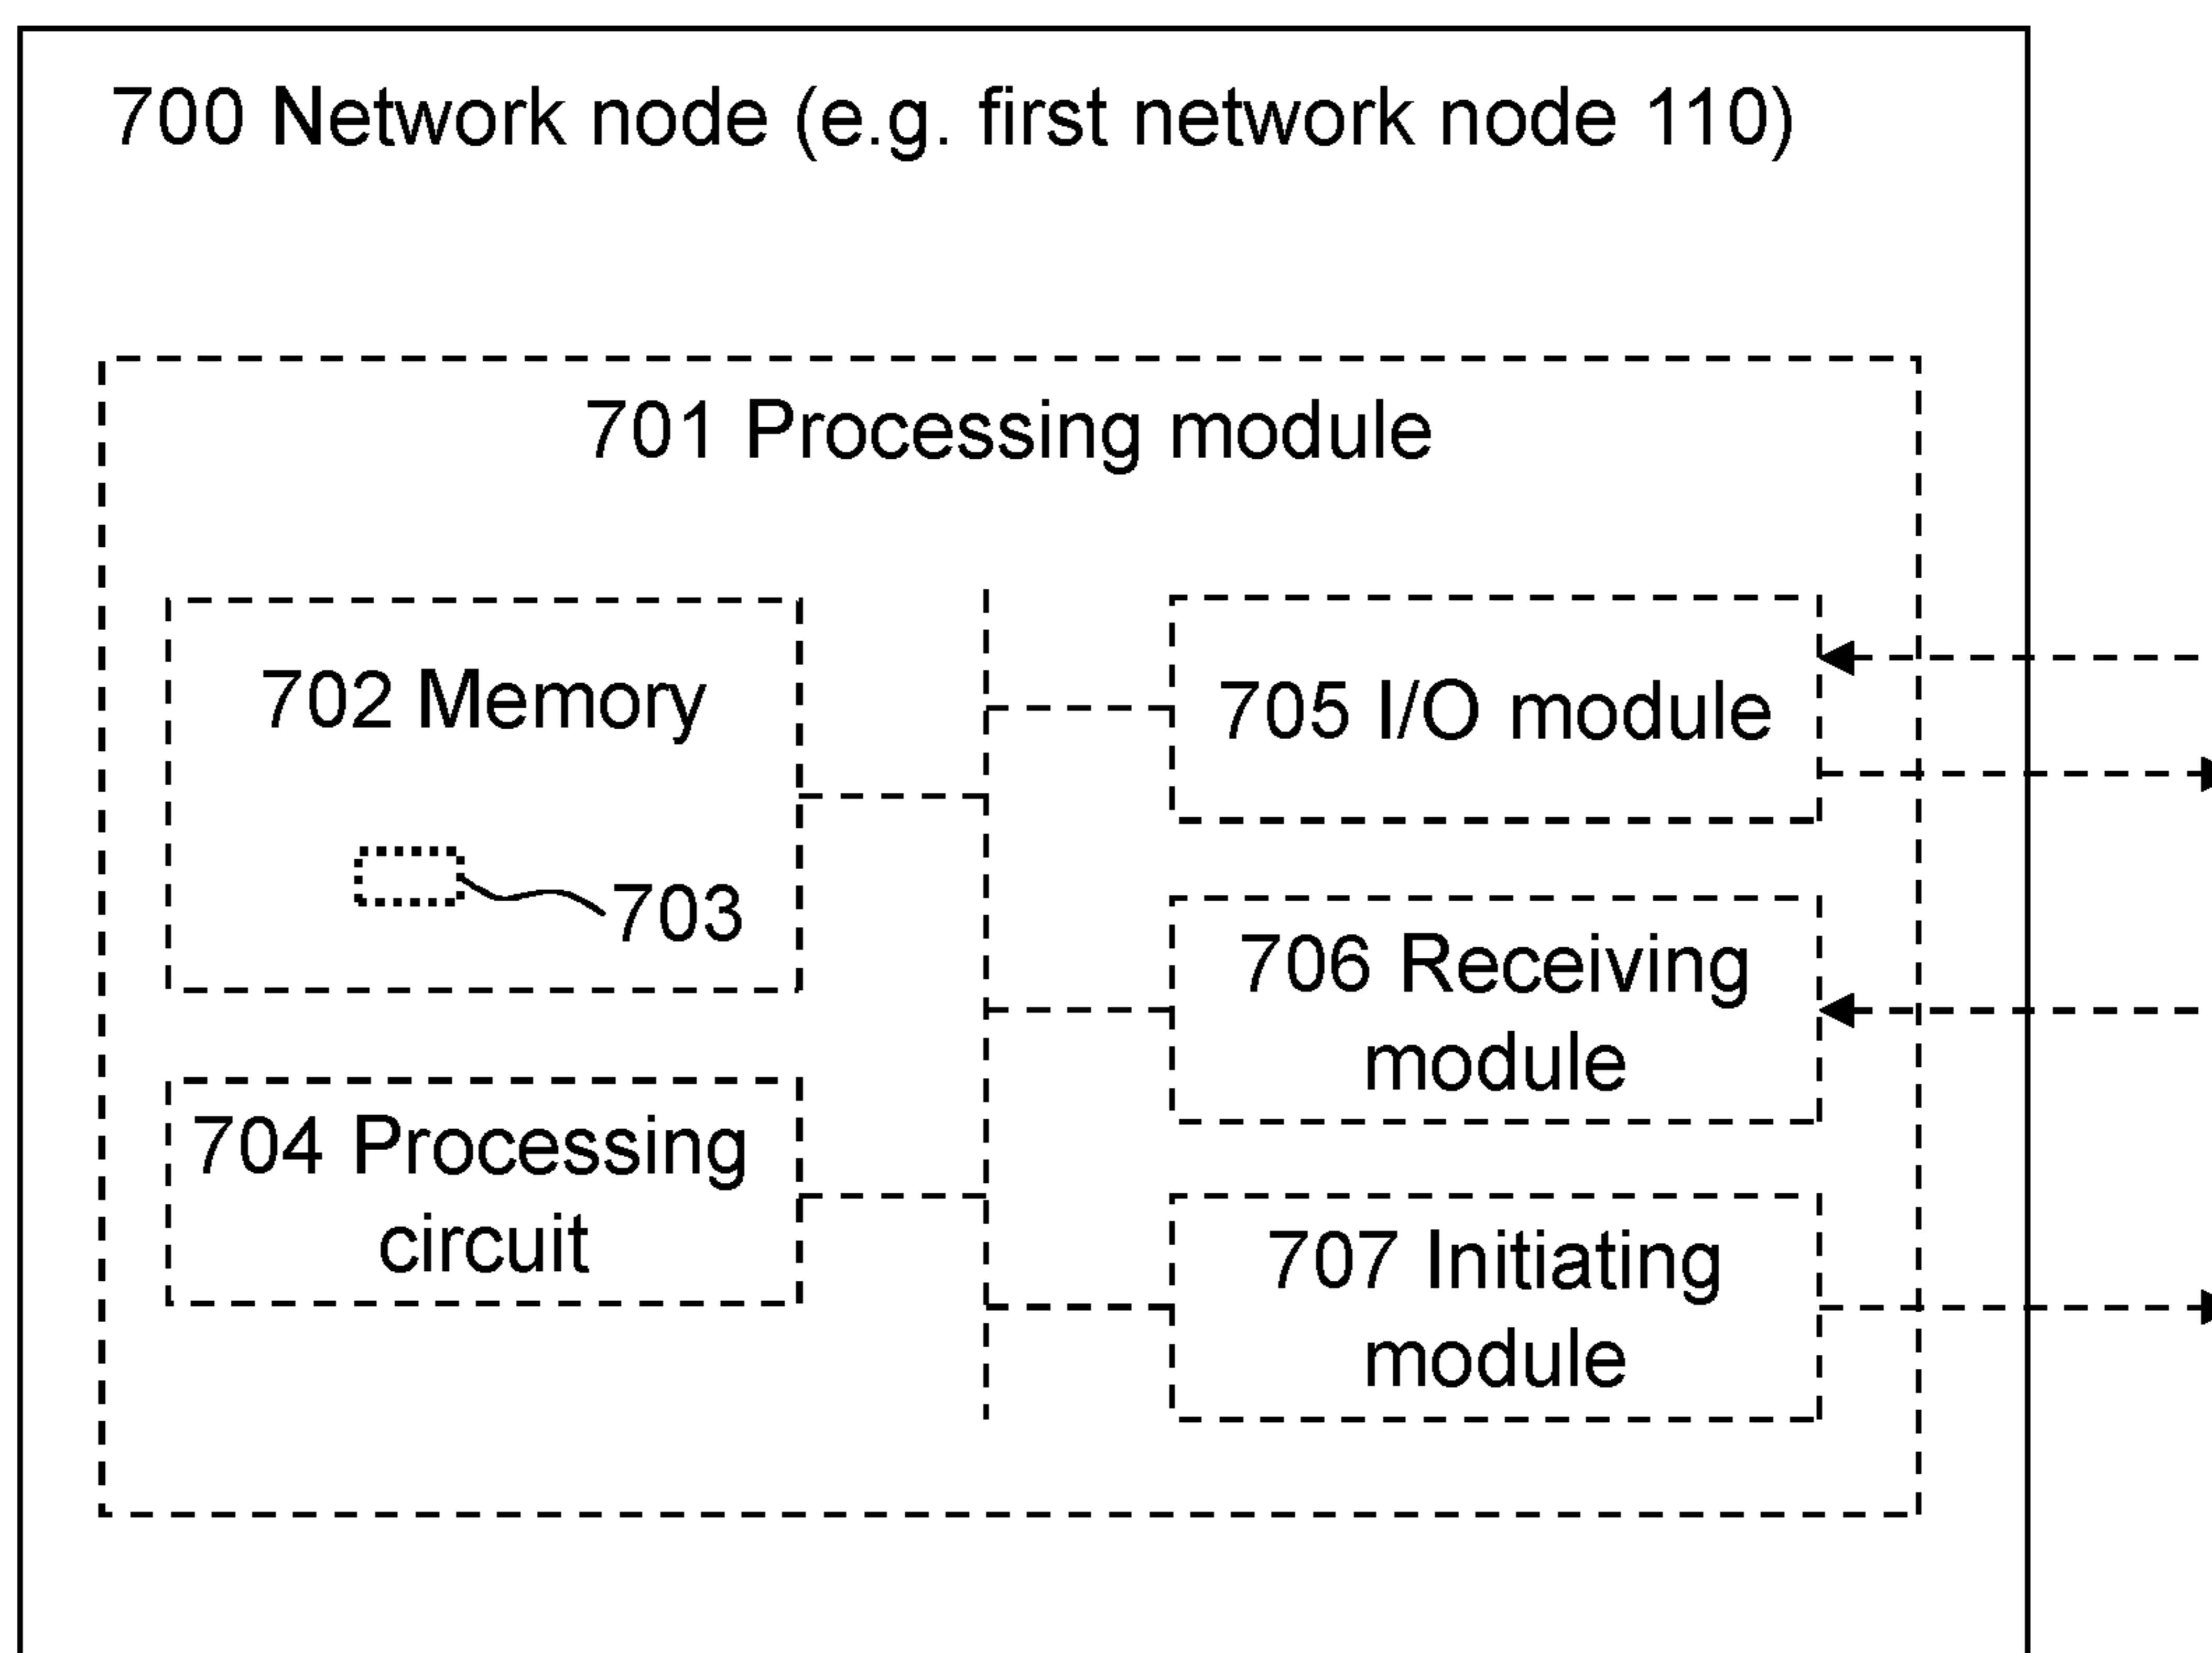 700 Network node (e.g. first network node 110)
701 Processing module
702 Memory
703
704 Processing
circuit
705 I/O module
706 Receiving
module
707 Initiating
module